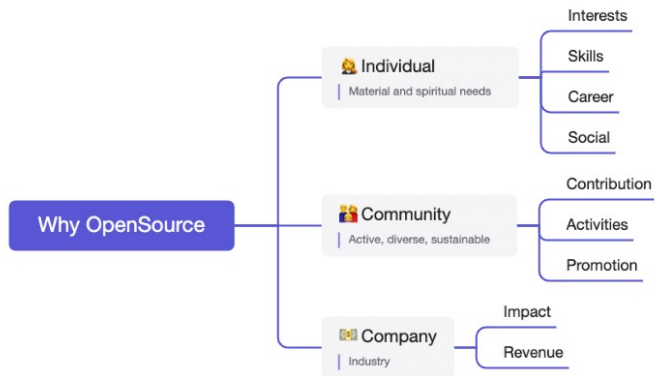 Why OpenSource
Individual
Material and spiritual needs
Interests
Skills
Career
Social
Community
Active, diverse, sustainable
Contribution
Activities
Promotion
Company
Industry
Impact
Revenue